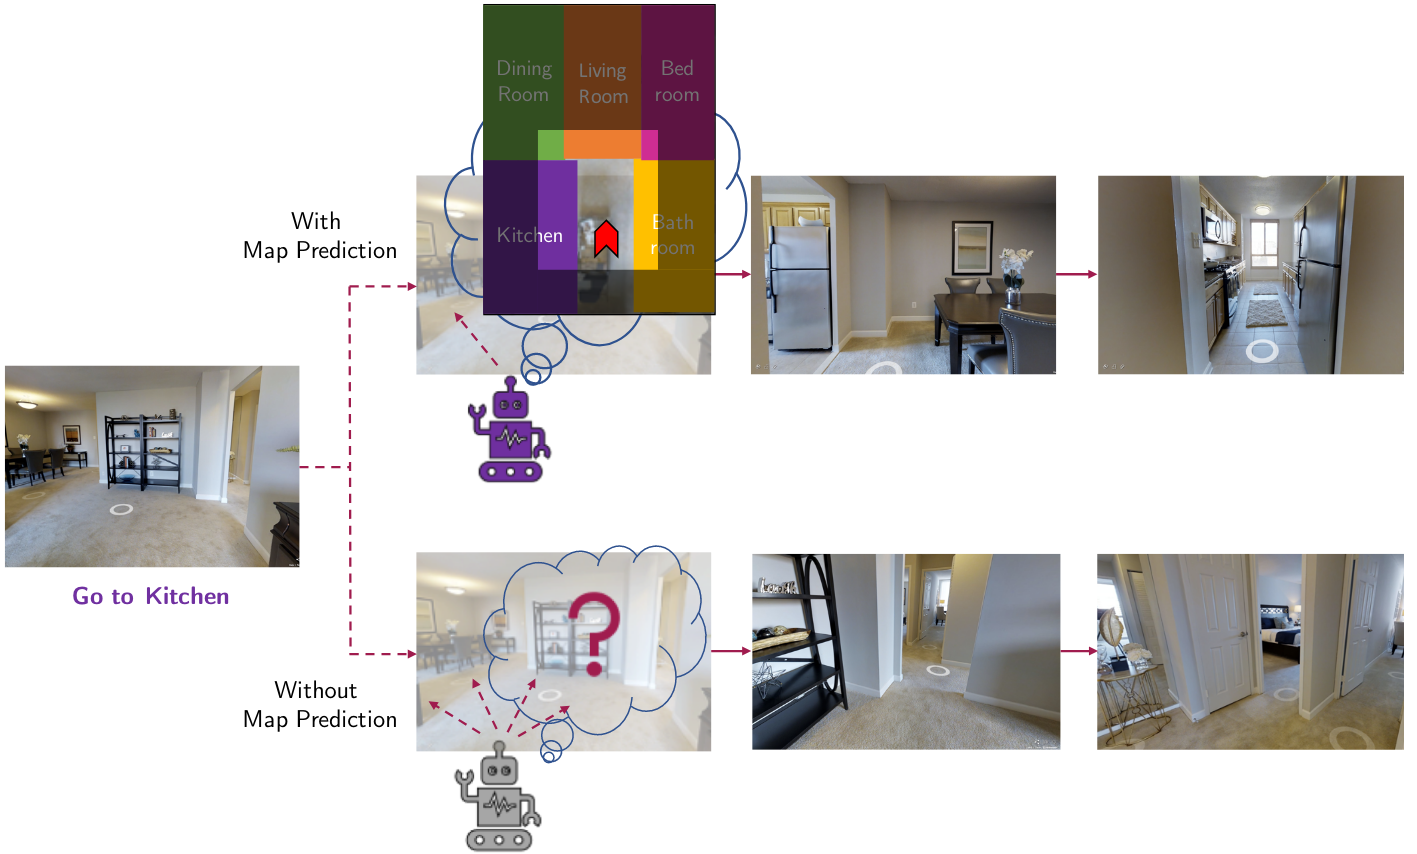 Dining
Room
Living
Room
Bed
room
Kitchen
Bath
room
With
Map Prediction
Go to Kitchen
Without
Map Prediction